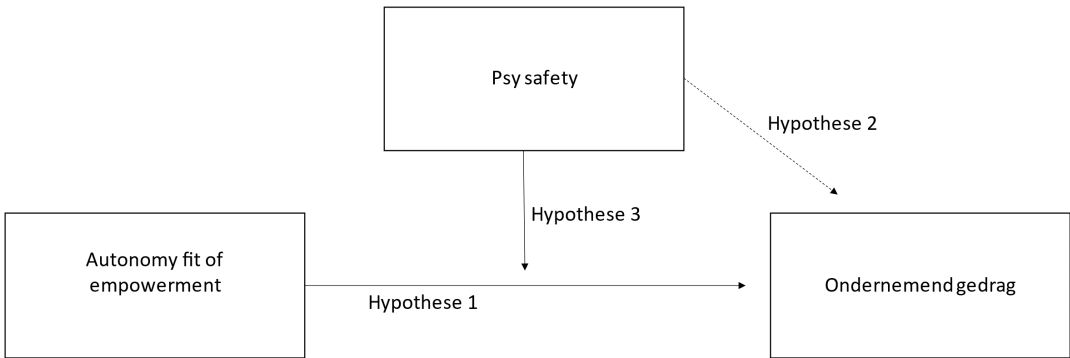 Psy safety
Hypothese 2
Hypothese 3
Autonomy fit of
empowerment
Hypothese 1
Ondernemend gedrag